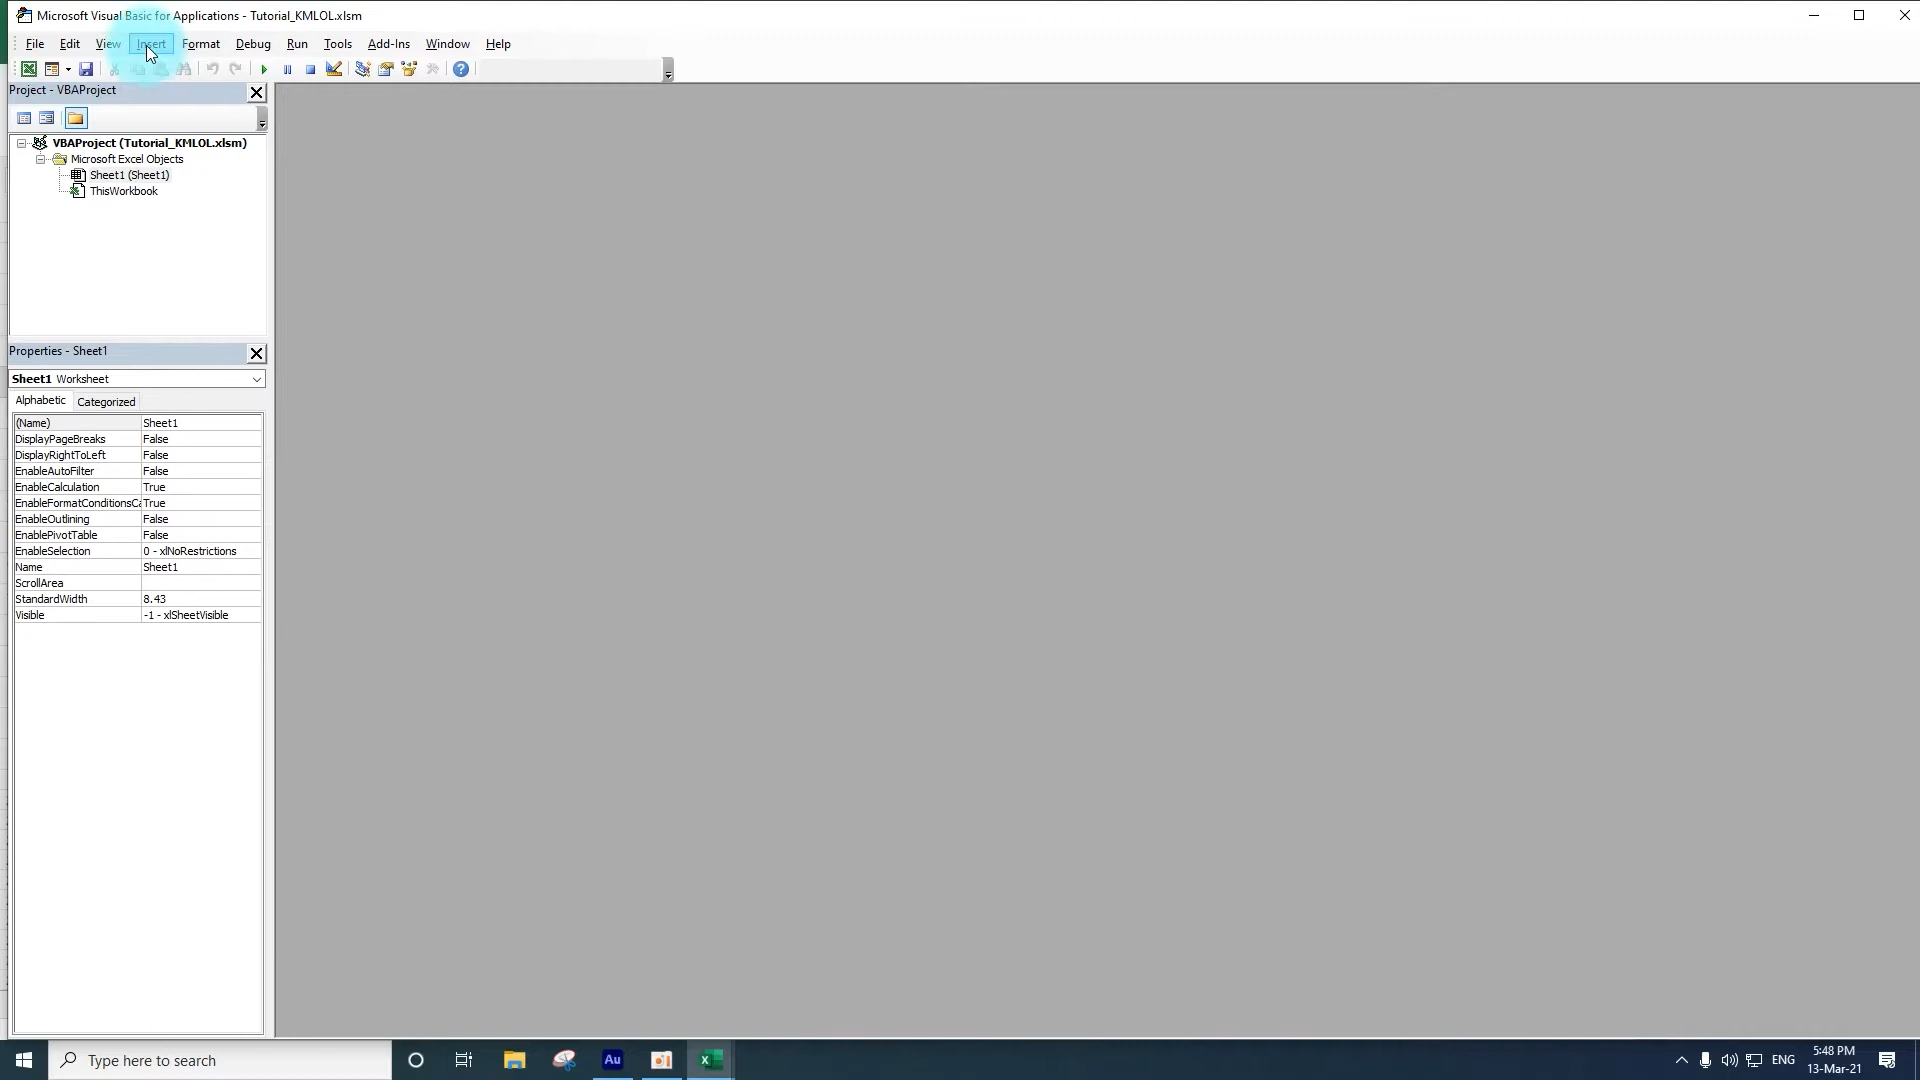 Microsoft Visual Basic for Applications - Tutorial_KMLOL.xlsm
File Edit View Insert Format Debug Run Tools Add-Ins Window Help
Project - VBAProject
VBAProject (Tutorial_KMLOL.xlsm)
Microsoft Excel Objects
Sheet1 (Sheet1)
ThisWorkbook
Properties - Sheet1
Sheet1 Worksheet
Alphabetic Categorized
(Name) Sheet1
DisplayPageBreaks False
DisplayRightToLeft False
EnableAutoFilter False
EnableCalculation True
EnableFormatConditionsCa True
EnableOutlining False
EnablePivotTable False
EnableSelection 0 - xlNoRestrictions
Name Sheet1
ScrollArea
StandardWidth 8.43
Visible -1 - xlSheetVisible
Type here to search
Au
ENG
5:48 PM
13-Mar-21